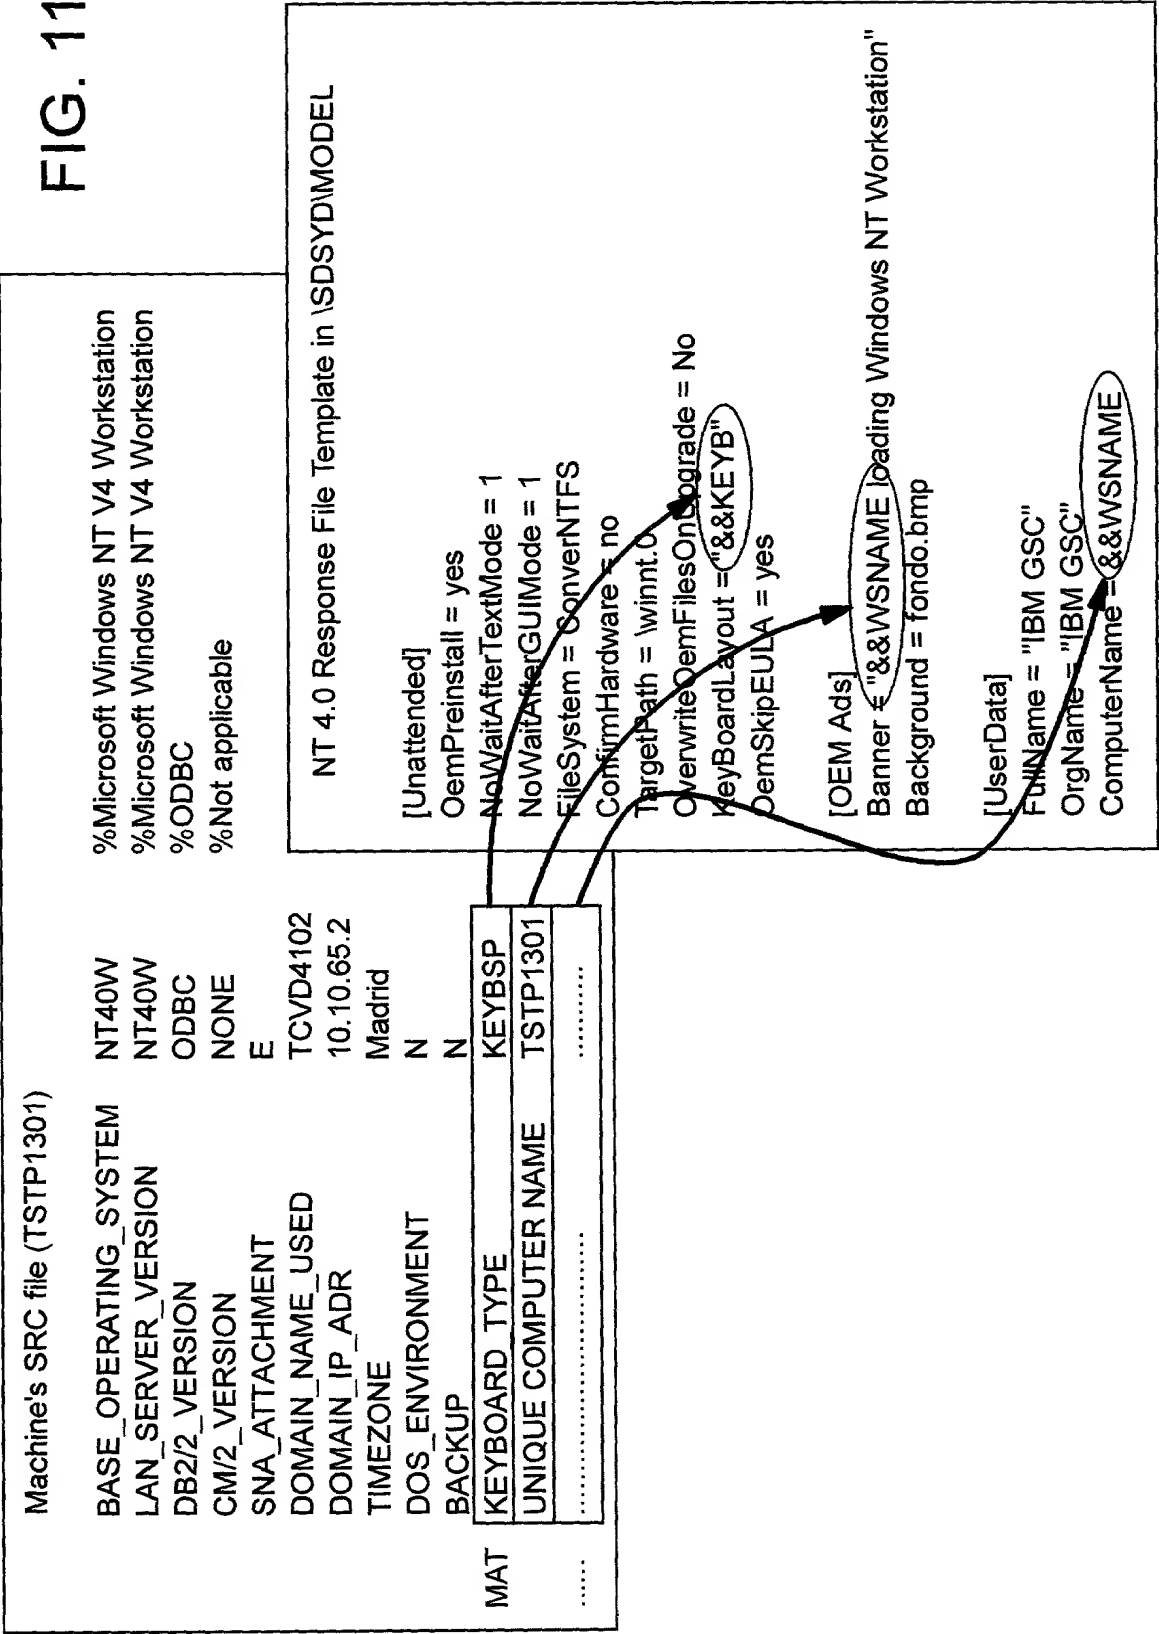 FIG. 11
Machine's SRC file (TSTP1301)
BASE_OPERATING_SYSTEM NT40W %Microsoft Windows NT V4 Workstation
LAN_SERVER_VERSION NT40W %Microsoft Windows NT V4 Workstation
DB2/2_VERSION ODBC %ODBC
CM/2_VERSION NONE %Not applicable
SNA_ATTACHMENT E
DOMAIN_NAME_USED TCVD4102
DOMAIN_IP_ADR 10.10.65.2
TIMEZONE Madrid
DOS_ENVIRONMENT N
BACKUP N
MAT KEYBOARD TYPE KEYBSP
UNIQUE COMPUTER NAME TSTP1301
...... .................................... ...........
NT 4.0 Response File Template in \SDSYD\MODEL
[Unattended]
OemPreinstall = yes
NoWaitAfterTextMode = 1
NoWaitAfterGUIMode = 1
FileSystem = ConverNTFS
ConfirmHardware = no
TargetPath = \winnt.0
OverwriteOemFilesOnUpgrade = No
KeyBoardLayout = "&&KEYB"
OemSkipEULA = yes
[OEM Ads]
Banner = "&&WSNAME loading Windows NT Workstation"
Background = fondo.bmp
[UserData]
FullName = "IBM GSC"
OrgName = "IBM GSC"
ComputerName = &&WSNAME